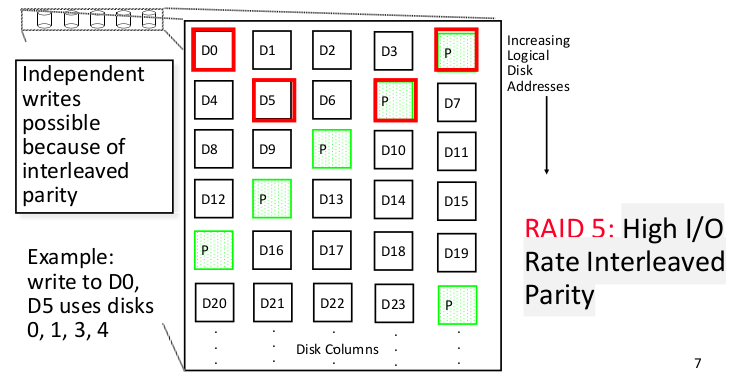 Independent
writes
possible
because of
interleaved
parity
Example:
write to D0,
D5 uses disks
0, 1, 3, 4
D0 D1 D2 D3 P
D4 D5 D6 P D7
D8 D9 P D10 D11
D12 P D13 D14 D15
P D16 D17 D18 D19
D20 D21 D22 D23 P
Disk Columns
Increasing
Logical
Disk
Addresses
RAID 5: High I/O
Rate Interleaved
Parity
7